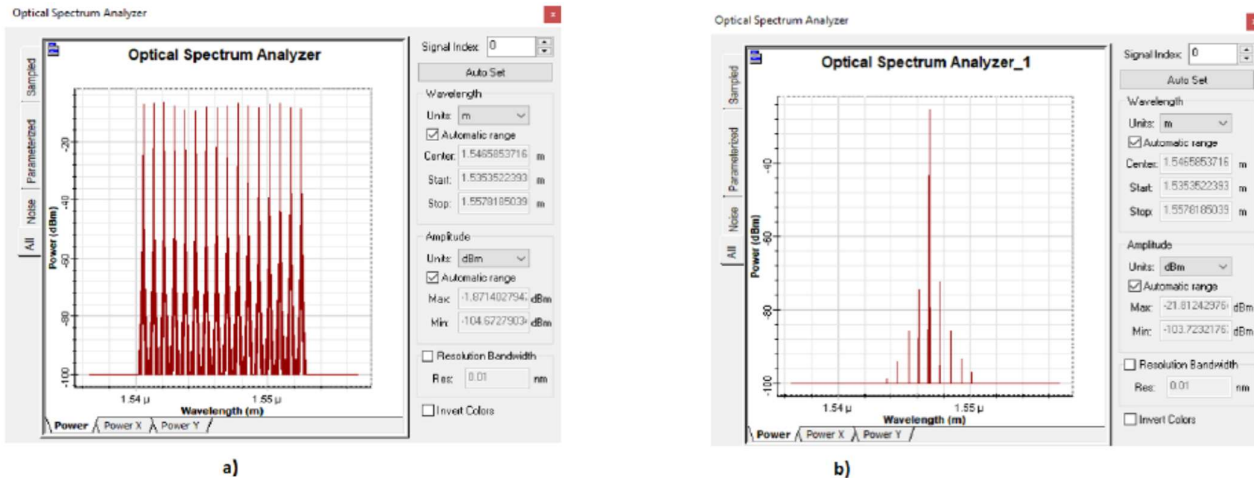 Optical Spectrum Analyzer
Optical Spectrum Analyzer
Signal Index: 0
Auto Set
Wavelength
Units: m
Automatic range
Center: 1.5465853716 m
Start: 1.5353522393 m
Stop: 1.5578185039 m
Amplitude
Units: dBm
Automatic range
Max: -1.871402794 dBm
Min: -104.6727903 dBm
Resolution Bandwidth
Res: 0.01 nm
Invert Colors
Sampled
Parameterized
Noise
All
Power (dBm)
-20
-40
-60
-80
-100
1.54 µ
1.55 µ
Wavelength (m)
Power
Power X
Power Y
a)
Optical Spectrum Analyzer
Optical Spectrum Analyzer_1
Signal Index: 0
Auto Set
Wavelength
Units: m
Automatic range
Center: 1.5465853716 m
Start: 1.5353522393 m
Stop: 1.5578185039 m
Amplitude
Units: dBm
Automatic range
Max: -21.81242976 dBm
Min: -103.7232176 dBm
Resolution Bandwidth
Res: 0.01 nm
Invert Colors
Sampled
Parameterized
Noise
All
Power (dBm)
-40
-60
-80
-100
1.54 µ
1.55 µ
Wavelength (m)
Power
Power X
Power Y
b)